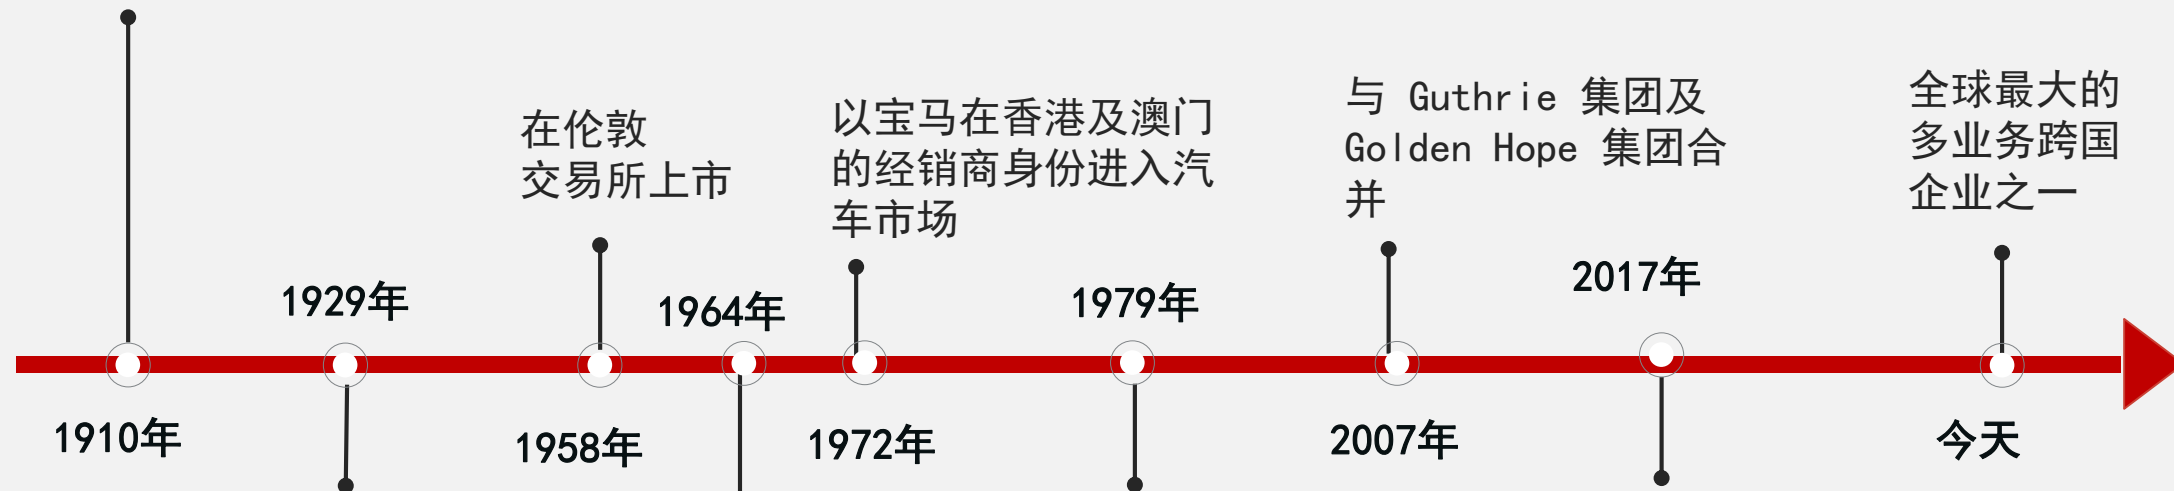 在伦敦
交易所上市
以宝马在香港及澳门
的经销商身份进入汽
车市场
与 Guthrie 集团及
Golden Hope 集团合
并
全球最大的
多业务跨国
企业之一
1929年
1964年
1979年
2017年
1910年
1958年
1972年
2007年
今天